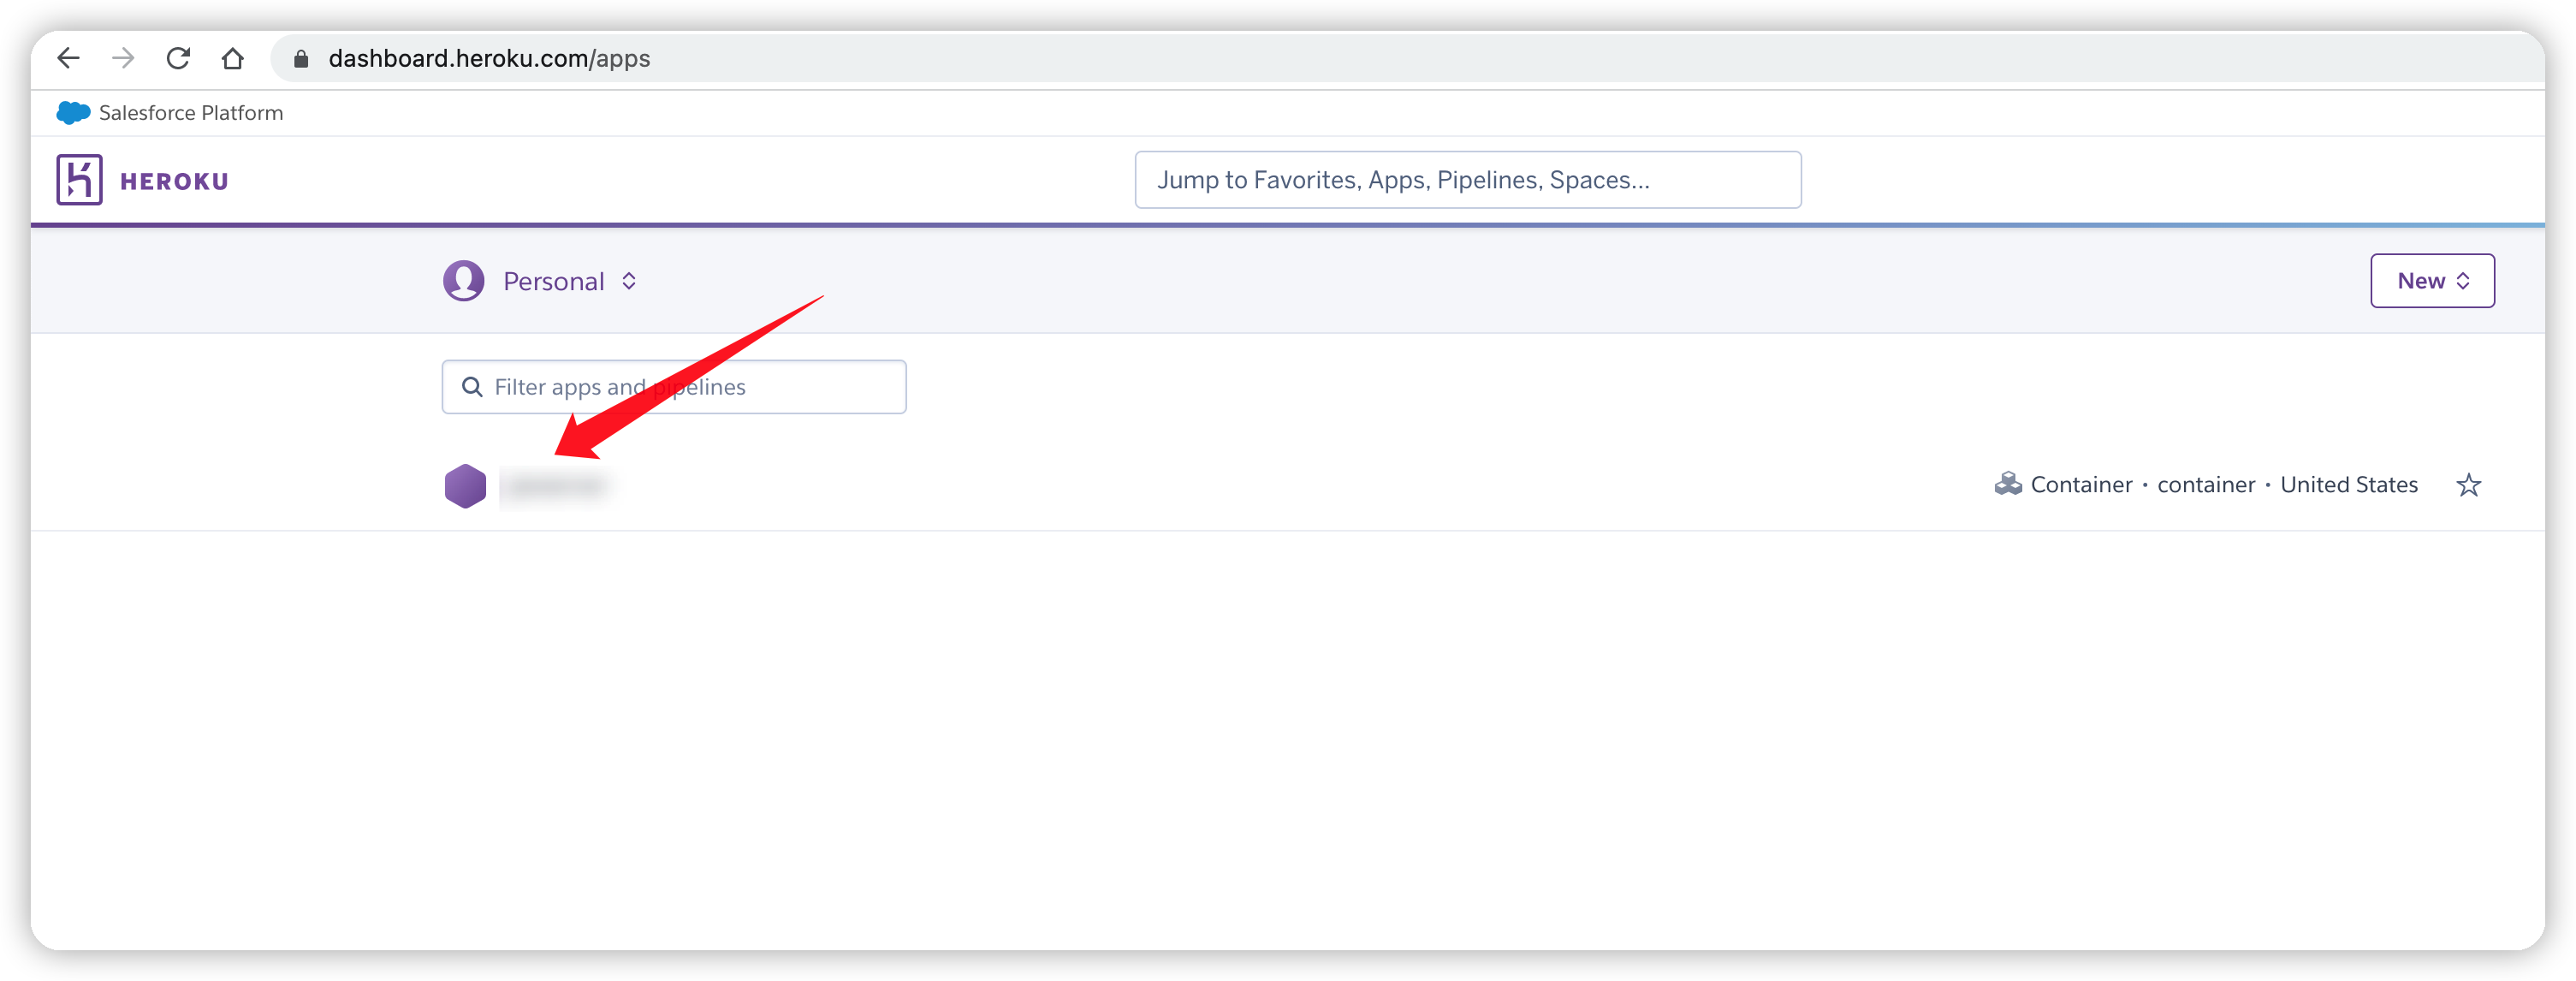 dashboard.heroku.com/apps
Salesforce Platform
HEROKU
Jump to Favorites, Apps, Pipelines, Spaces...
Personal
New
Filter apps and pipelines
Container • container • United States